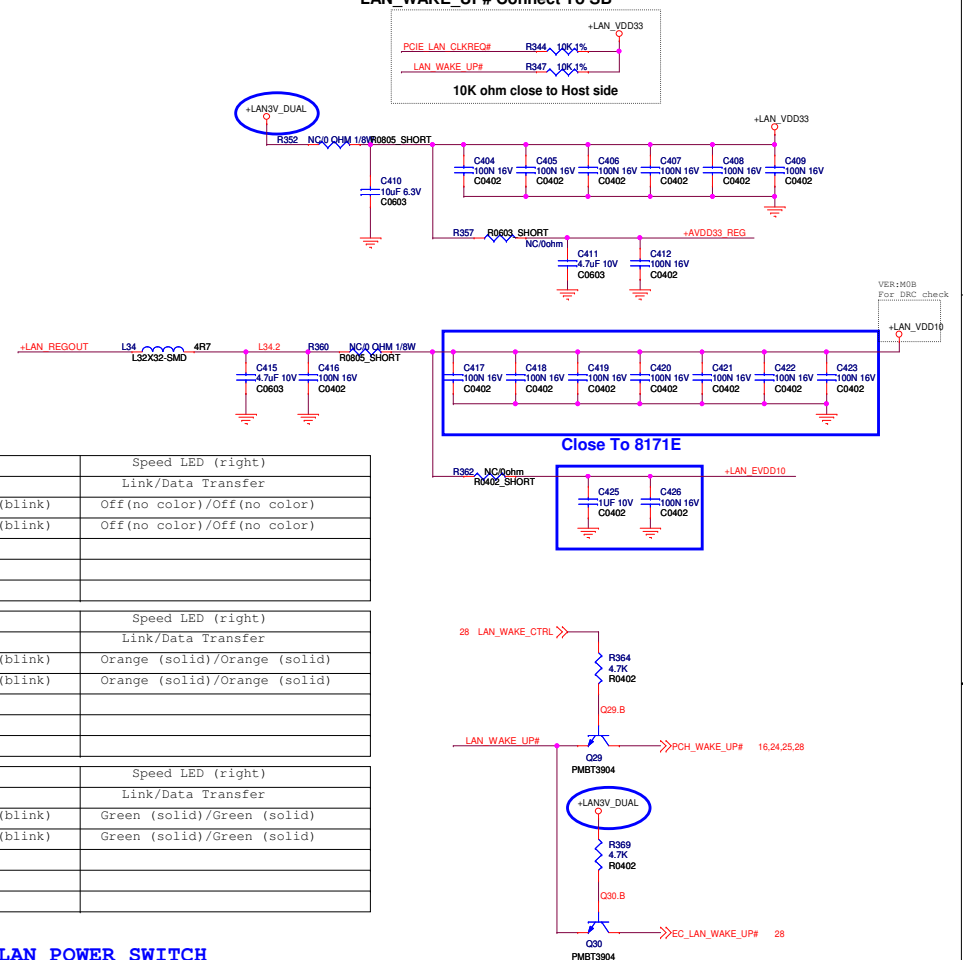 LAN_WAKE_UP# Connect To SB
+LAN_VDD33
PCIE_LAN_CLKREQ# R344 10K 1%
LAN_WAKE_UP# R347 10K 1%
10K ohm close to Host side
+LAN3V_DUAL
+LAN_VDD33
R352 NC/0 OHM 1/8W R0805_SHORT
C404 100N 16V C0402
C405 100N 16V C0402
C406 100N 16V C0402
C407 100N 16V C0402
C408 100N 16V C0402
C409 100N 16V C0402
C410 10uF 6.3V C0603
R357 R0603_SHORT NC/0ohm
+AVDD33_REG
C411 4.7uF 10V C0603
C412 100N 16V C0402
VER:M0B
For DRC check
+LAN_VDD10
+LAN_REGOUT L34 4R7 L32X32-SMD
L34.2 R360 NC/0 OHM 1/8W R0805_SHORT
C415 4.7uF 10V C0603
C416 100N 16V C0402
C417 100N 16V C0402
C418 100N 16V C0402
C419 100N 16V C0402
C420 100N 16V C0402
C421 100N 16V C0402
C422 100N 16V C0402
C423 100N 16V C0402
Close To 8171E
R362 NC/0ohm R0402_SHORT
+LAN_EVDD10
C425 1UF 10V C0402
C426 100N 16V C0402
Speed LED (right)
Link/Data Transfer
(blink) Off(no color)/Off(no color)
(blink) Off(no color)/Off(no color)
Speed LED (right)
Link/Data Transfer
(blink) Orange (solid)/Orange (solid)
(blink) Orange (solid)/Orange (solid)
Speed LED (right)
Link/Data Transfer
(blink) Green (solid)/Green (solid)
(blink) Green (solid)/Green (solid)
28 LAN_WAKE_CTRL
R364
4.7K
R0402
Q29.B
LAN_WAKE_UP#
PCH_WAKE_UP# 16,24,25,28
Q29
PMBT3904
+LAN3V_DUAL
R369
4.7K
R0402
Q30.B
EC_LAN_WAKE_UP# 28
Q30
PMBT3904
LAN POWER SWITCH